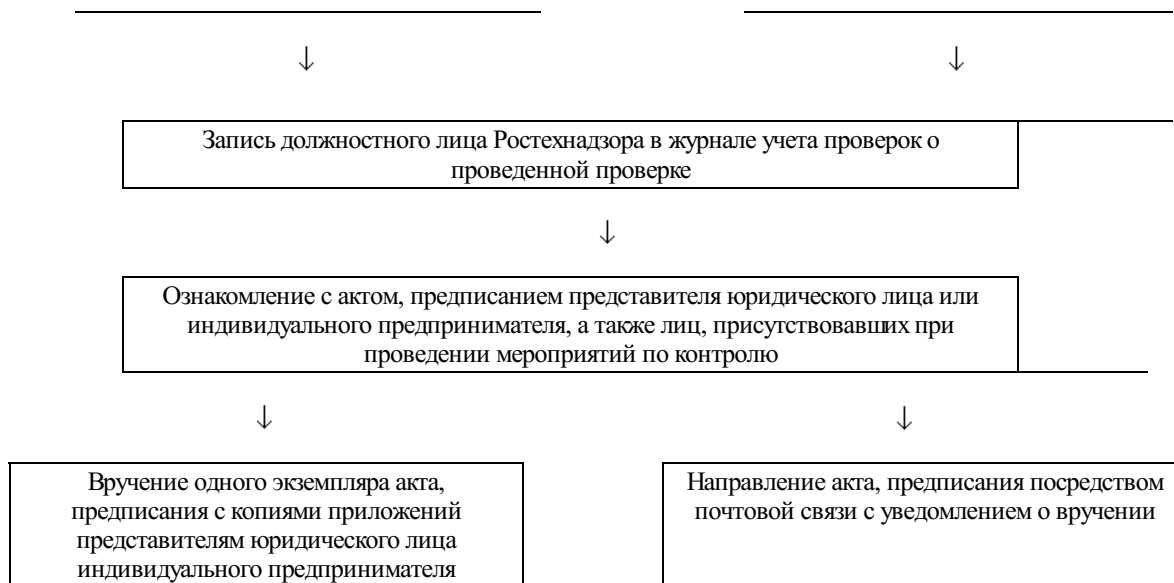 ↓ ↓
Запись должностного лица Ростехнадзора в журнале учета проверок о
проведенной проверке
↓
Ознакомление с актом, предписанием представителя юридического лица или
индивидуального предпринимателя, а также лиц, присутствовавших при
проведении мероприятий по контролю
↓ ↓
Вручение одного экземпляра акта,
предписания с копиями приложений
представителям юридического лица
индивидуального предпринимателя
Направление акта, предписания посредством
почтовой связи с уведомлением о вручении